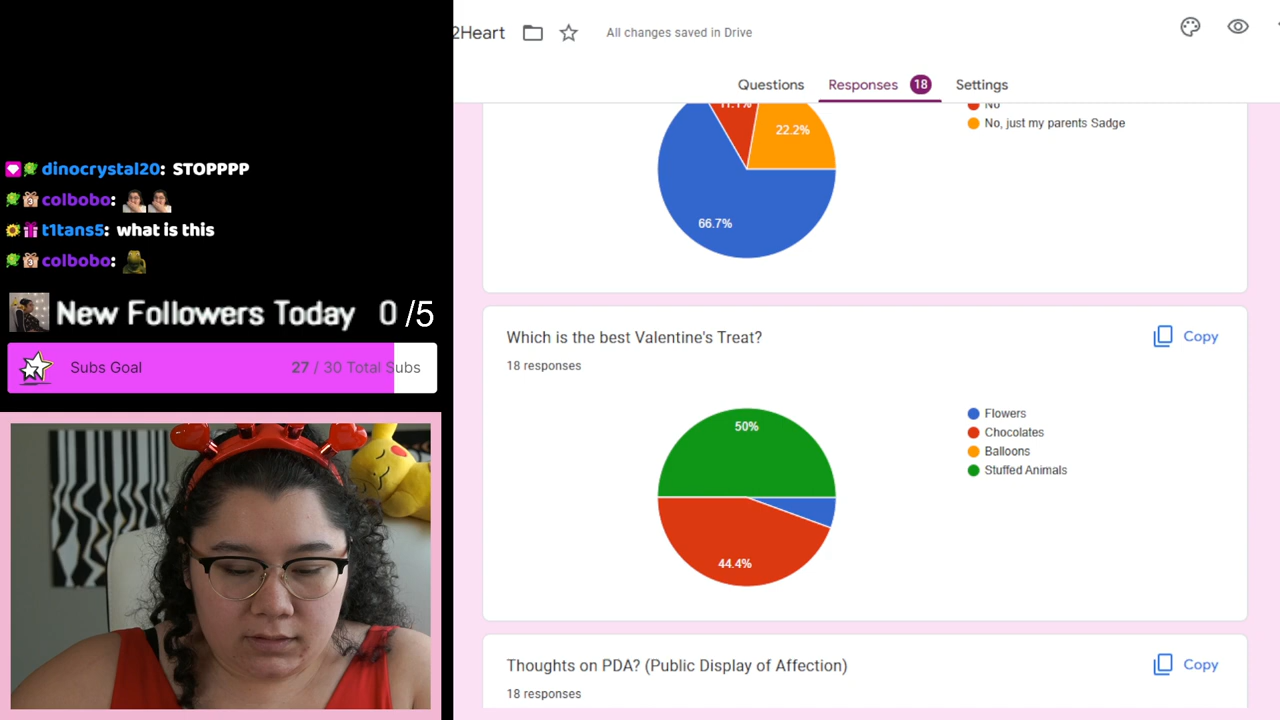 dinocrystal20: STOPPPP
colbobo:
t1tans5: what is this
colbobo:
New Followers Today 0 /5
Subs Goal 27 / 30 Total Subs
2Heart
All changes saved in Drive
Questions
Responses 18
Settings
11.1%
22.2%
66.7%
No
No, just my parents Sadge
Which is the best Valentine's Treat?
Copy
18 responses
50%
44.4%
Flowers
Chocolates
Balloons
Stuffed Animals
Thoughts on PDA? (Public Display of Affection)
Copy
18 responses